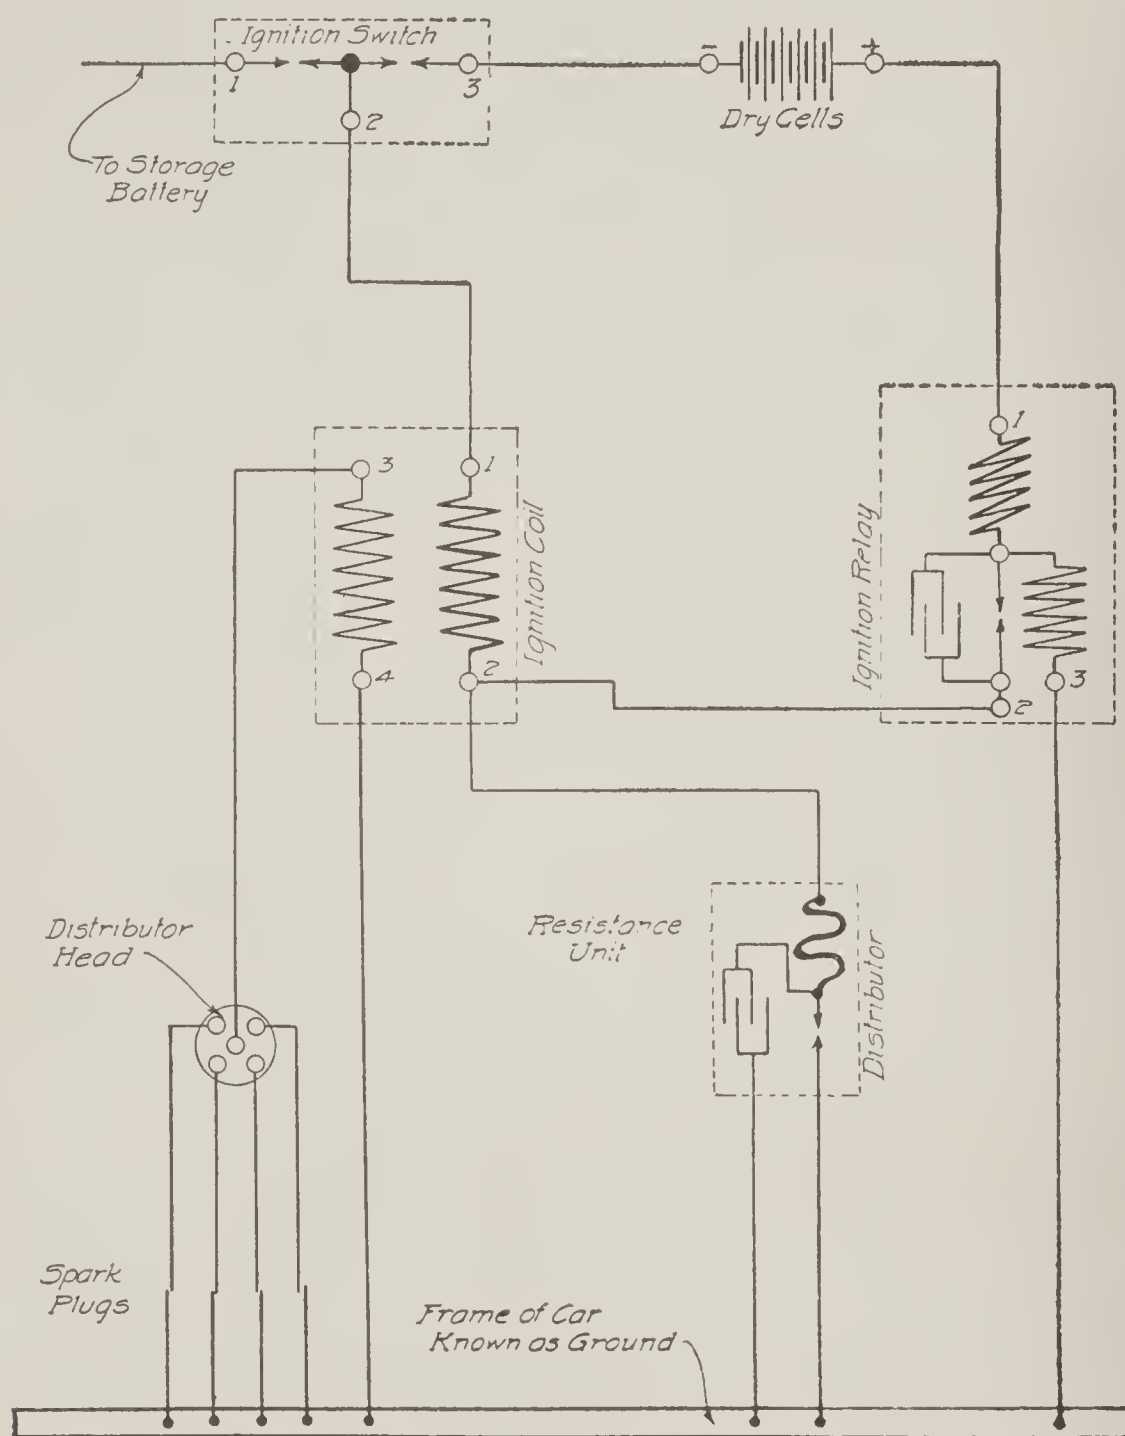 Ignition Switch
1
3
2
- +
Dry Cells
To Storage
Battery
1
3
1
Ignition Coil
4
2
Ignition Relay
3
2
Resistance
Unit
Distributor
Distributor
Head
Spark
Plugs
Frame of Car
Known as Ground